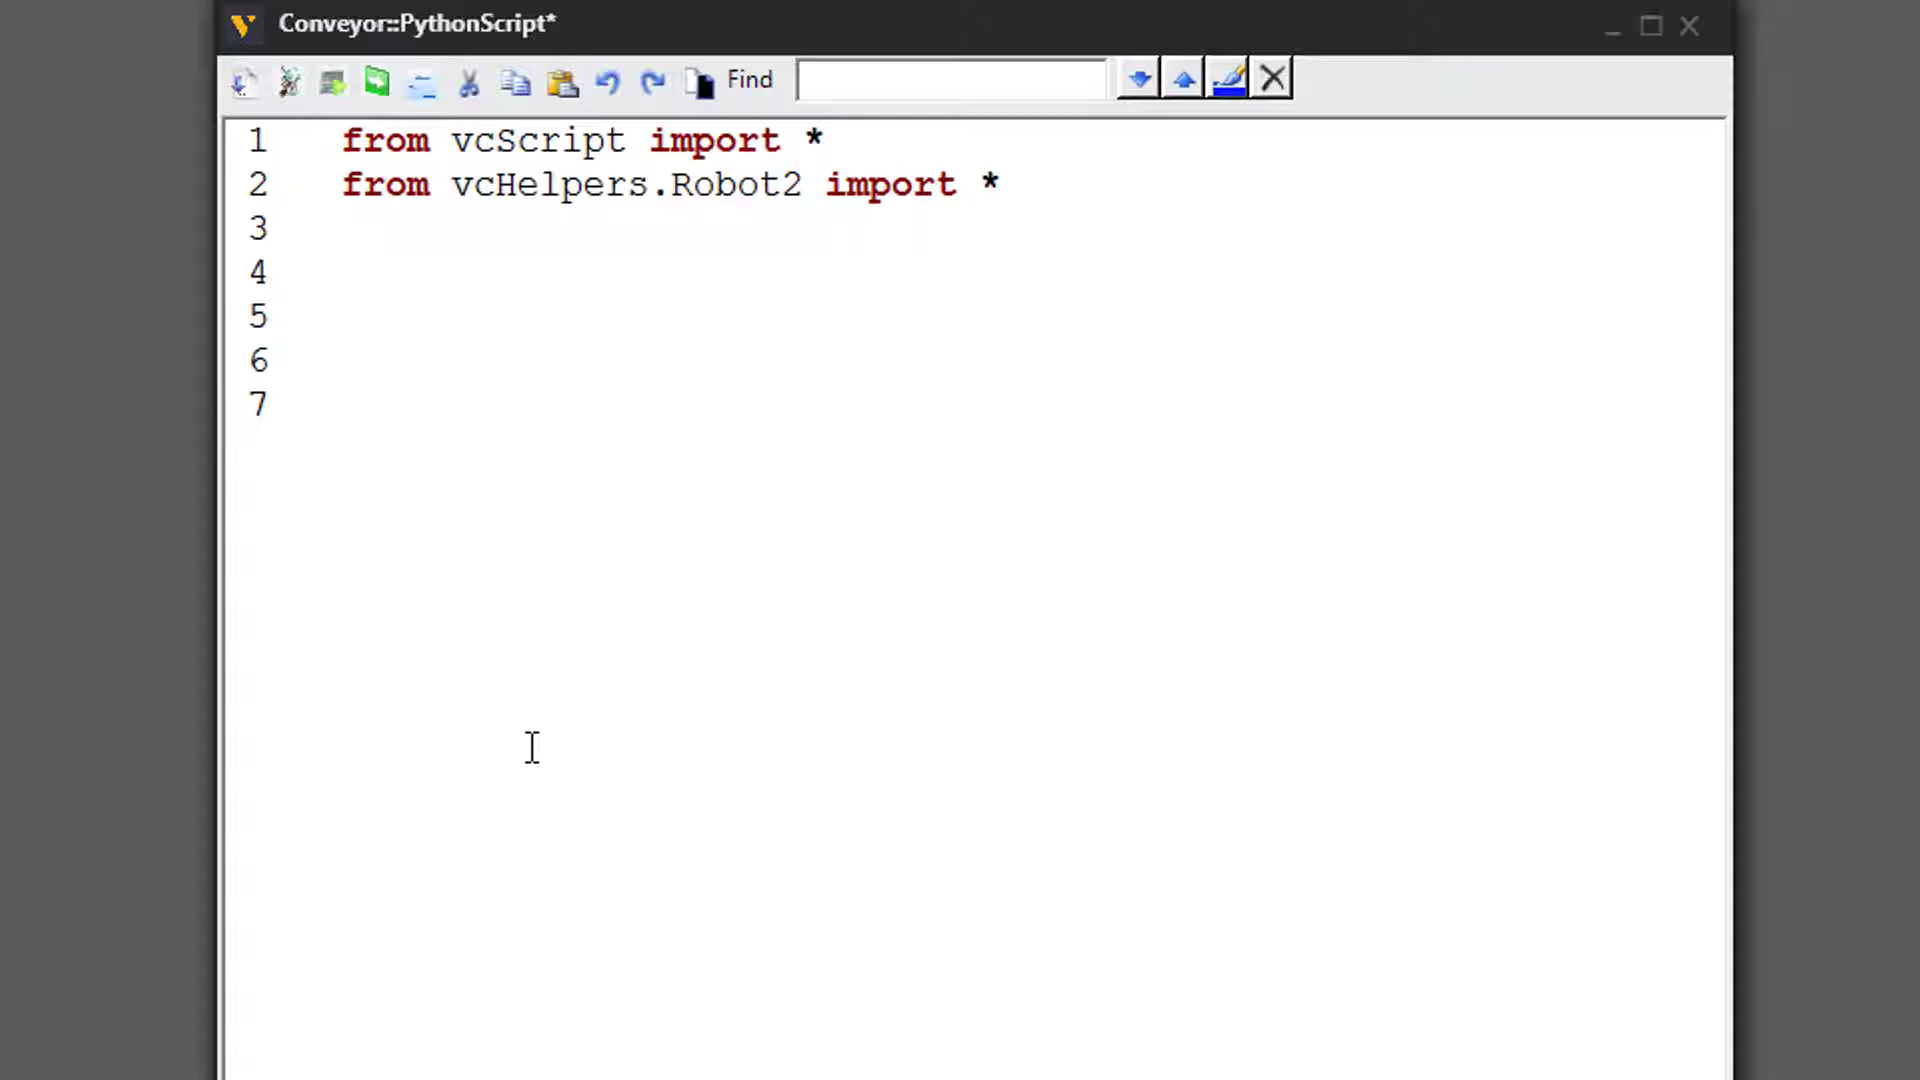 Conveyor::PythonScript*
Find
1 from vcScript import *
2 from vcHelpers.Robot2 import *
3
4
5
6
7